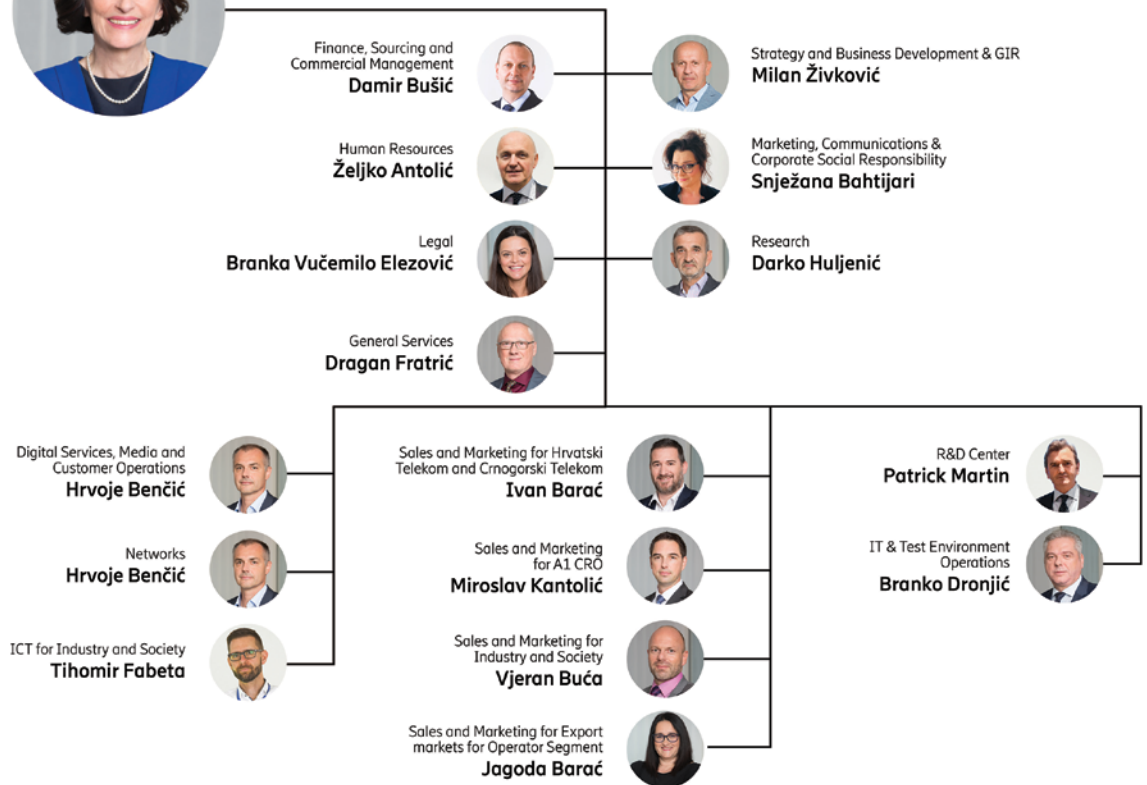 Finance, Sourcing and
Commercial Management
Damir Bušić
Strategy and Business Development & GIR
Milan Živković
Human Resources
Željko Antolić
Marketing, Communications &
Corporate Social Responsibility
Snježana Bahtijari
Legal
Branka Vučemilo Elezović
Research
Darko Huljenić
General Services
Dragan Fratrić
Digital Services, Media and
Customer Operations
Hrvoje Benčić
Networks
Hrvoje Benčić
ICT for Industry and Society
Tihomir Fabeta
Sales and Marketing for Hrvatski
Telekom and Crnogorski Telekom
Ivan Barać
Sales and Marketing
for A1 CRO
Miroslav Kantolić
Sales and Marketing for
Industry and Society
Vjeran Buća
Sales and Marketing for Export
markets for Operator Segment
Jagoda Barać
R&D Center
Patrick Martin
IT & Test Environment
Operations
Branko Dronjić